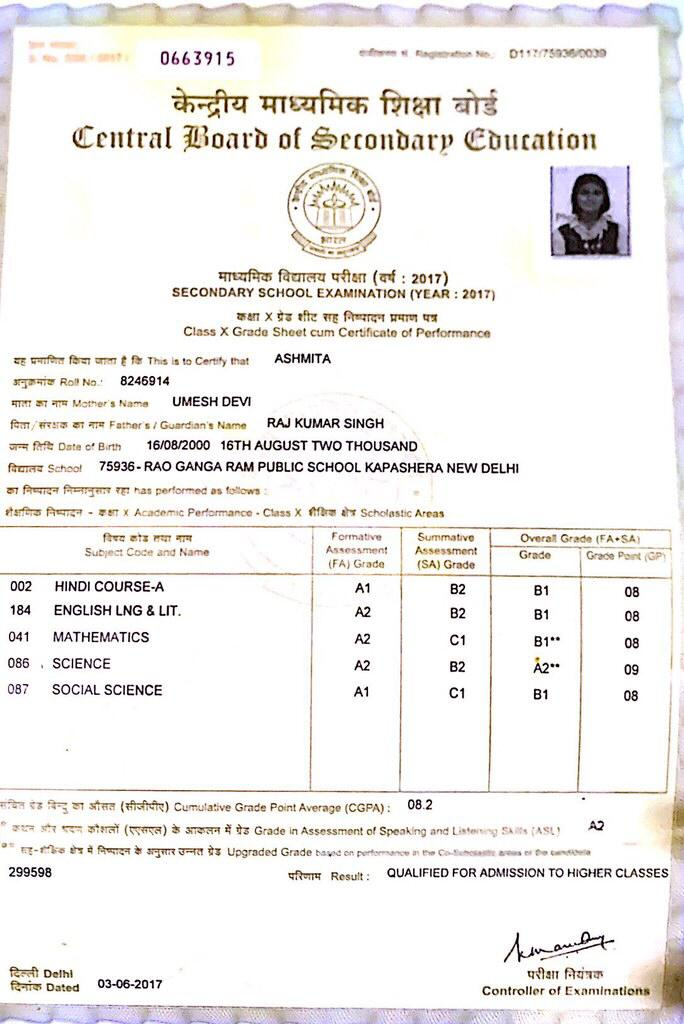 0663915
पंजीकरण सं. Registration No.: D117/75936/0039
केन्द्रीय माध्यमिक शिक्षा बोर्ड
Central Board of Secondary Education
भारत
माध्यमिक विद्यालय परीक्षा (वर्ष : 2017)
SECONDARY SCHOOL EXAMINATION (YEAR : 2017)
कक्षा X ग्रेड शीट सह निष्पादन प्रमाण पत्र
Class X Grade Sheet cum Certificate of Performance
यह प्रमाणित किया जाता है कि This is to Certify that ASHMITA
अनुक्रमांक Roll No.: 8246914
माता का नाम Mother's Name UMESH DEVI
पिता/संरक्षक का नाम Father's / Guardian's Name RAJ KUMAR SINGH
जन्म तिथि Date of Birth 16/08/2000 16TH AUGUST TWO THOUSAND
विद्यालय School 75936- RAO GANGA RAM PUBLIC SCHOOL KAPASHERA NEW DELHI
का निष्पादन निम्नानुसार रहा has performed as follows :
शैक्षणिक निष्पादन - कक्षा X Academic Performance - Class X शैक्षिक क्षेत्र Scholastic Areas
विषय कोड तथा नाम
Subject Code and Name
Formative Assessment (FA) Grade
Summative Assessment (SA) Grade
Overall Grade (FA+SA)
Grade Grade Point (GP)
002 HINDI COURSE-A A1 B2 B1 08
184 ENGLISH LNG & LIT. A2 B2 B1 08
041 MATHEMATICS A2 C1 B1** 08
086 SCIENCE A2 B2 A2** 09
087 SOCIAL SCIENCE A1 C1 B1 08
संचित ग्रेड बिन्दु का औसत (सीजीपीए) Cumulative Grade Point Average (CGPA) : 08.2
* कथन और श्रवण कौशलों (एएसएल) के आकलन में ग्रेड Grade in Assessment of Speaking and Listening Skills (ASL) A2
** सह-शैक्षिक क्षेत्र में निष्पादन के अनुसार उन्नत ग्रेड Upgraded Grade based on performance in the Co-Scholastic areas of the candidate
299598 परिणाम Result : QUALIFIED FOR ADMISSION TO HIGHER CLASSES
दिल्ली Delhi
दिनांक Dated 03-06-2017
परीक्षा नियंत्रक
Controller of Examinations